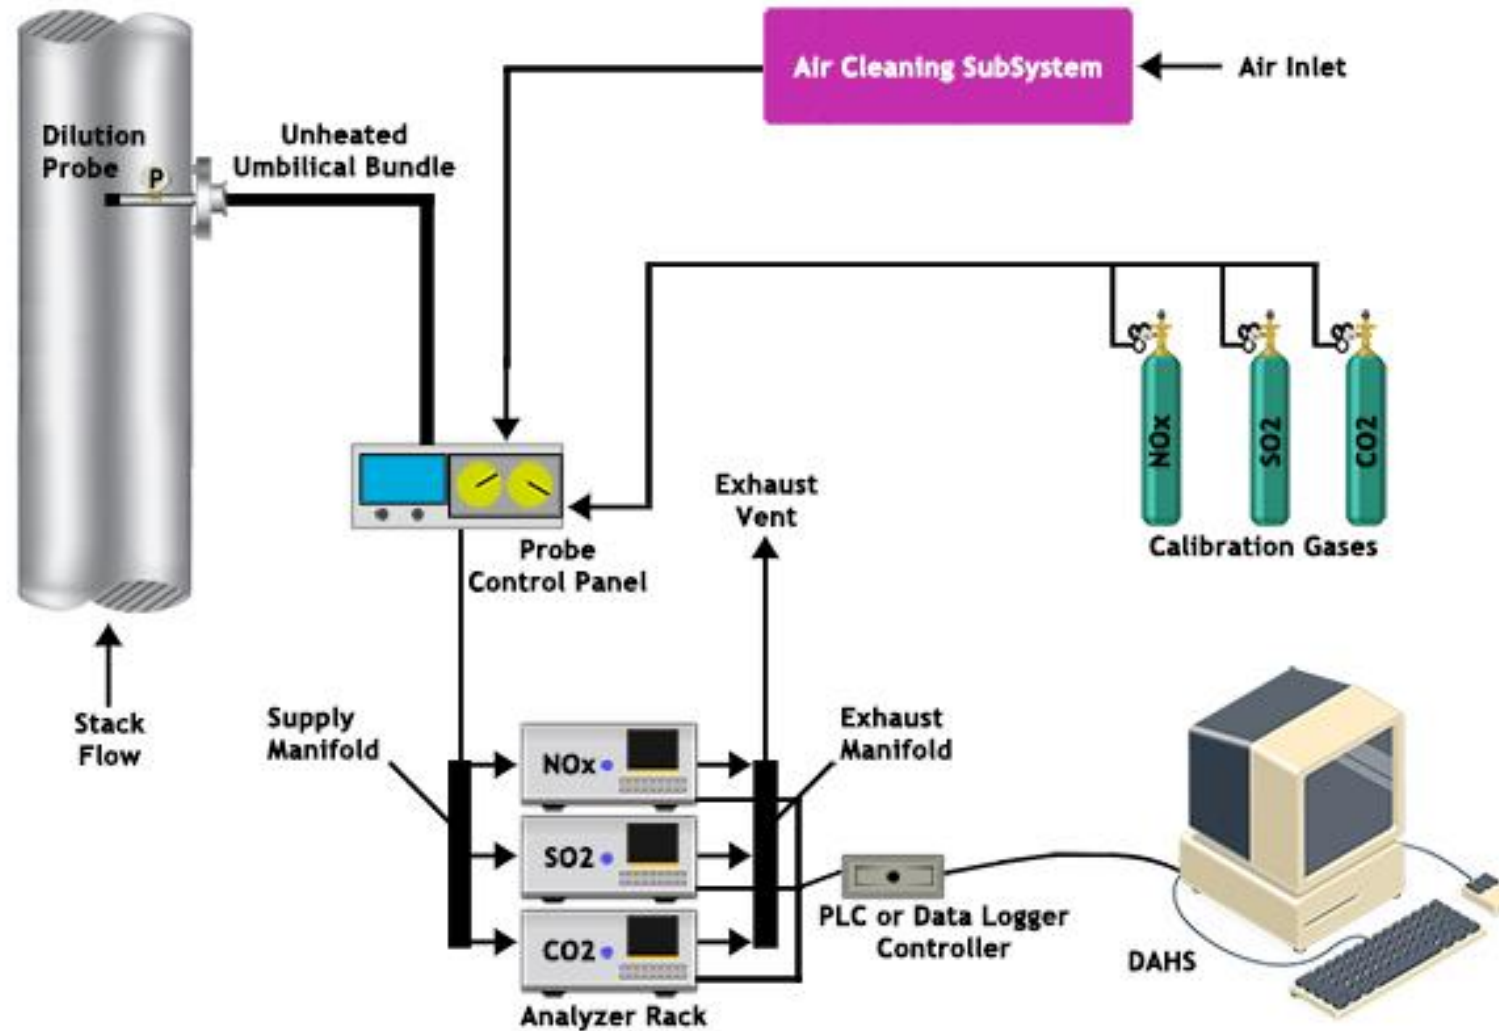 Air Cleaning SubSystem
Air Inlet
Dilution
Probe
P
Unheated
Umbilical Bundle
NOx
SO2
CO2
Calibration Gases
Exhaust
Vent
Probe
Control Panel
Stack
Flow
Supply
Manifold
Exhaust
Manifold
NOx
SO2
CO2
Analyzer Rack
PLC or Data Logger
Controller
DAHS